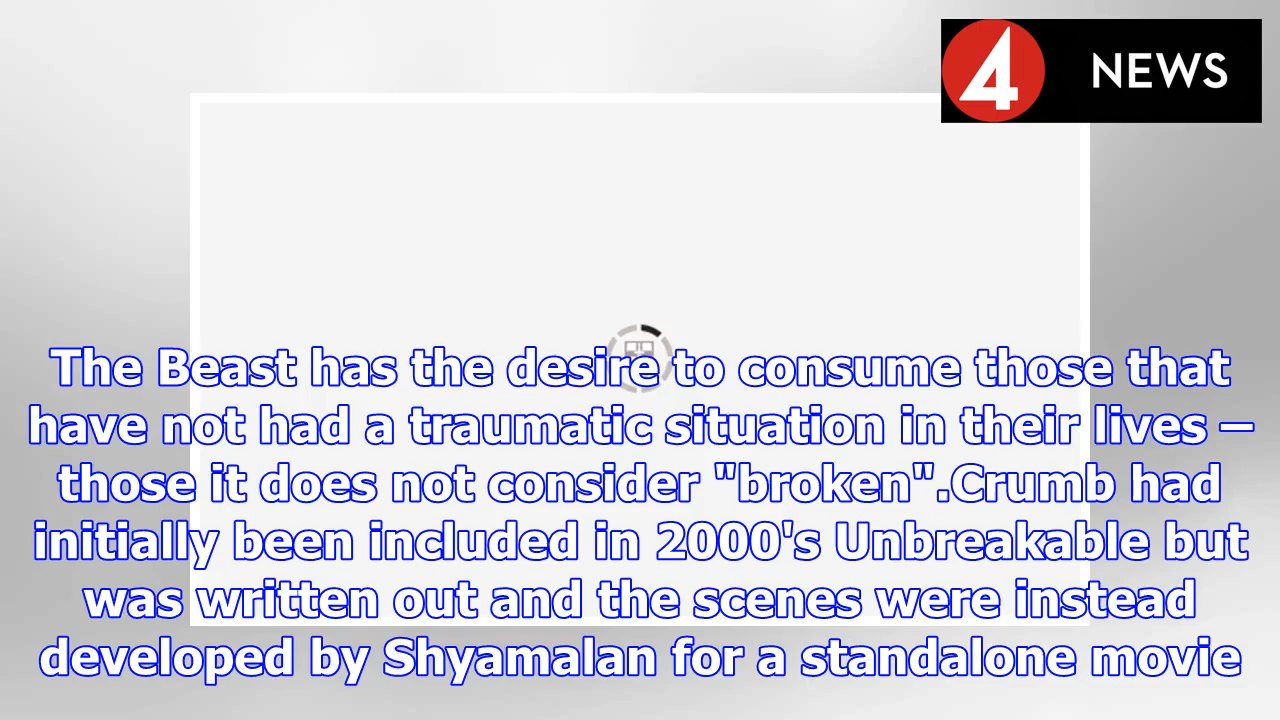 4 NEWS
The Beast has the desire to consume those that
have not had a traumatic situation in their lives –
those it does not consider "broken".Crumb had
initially been included in 2000's Unbreakable but
was written out and the scenes were instead
developed by Shyamalan for a standalone movie